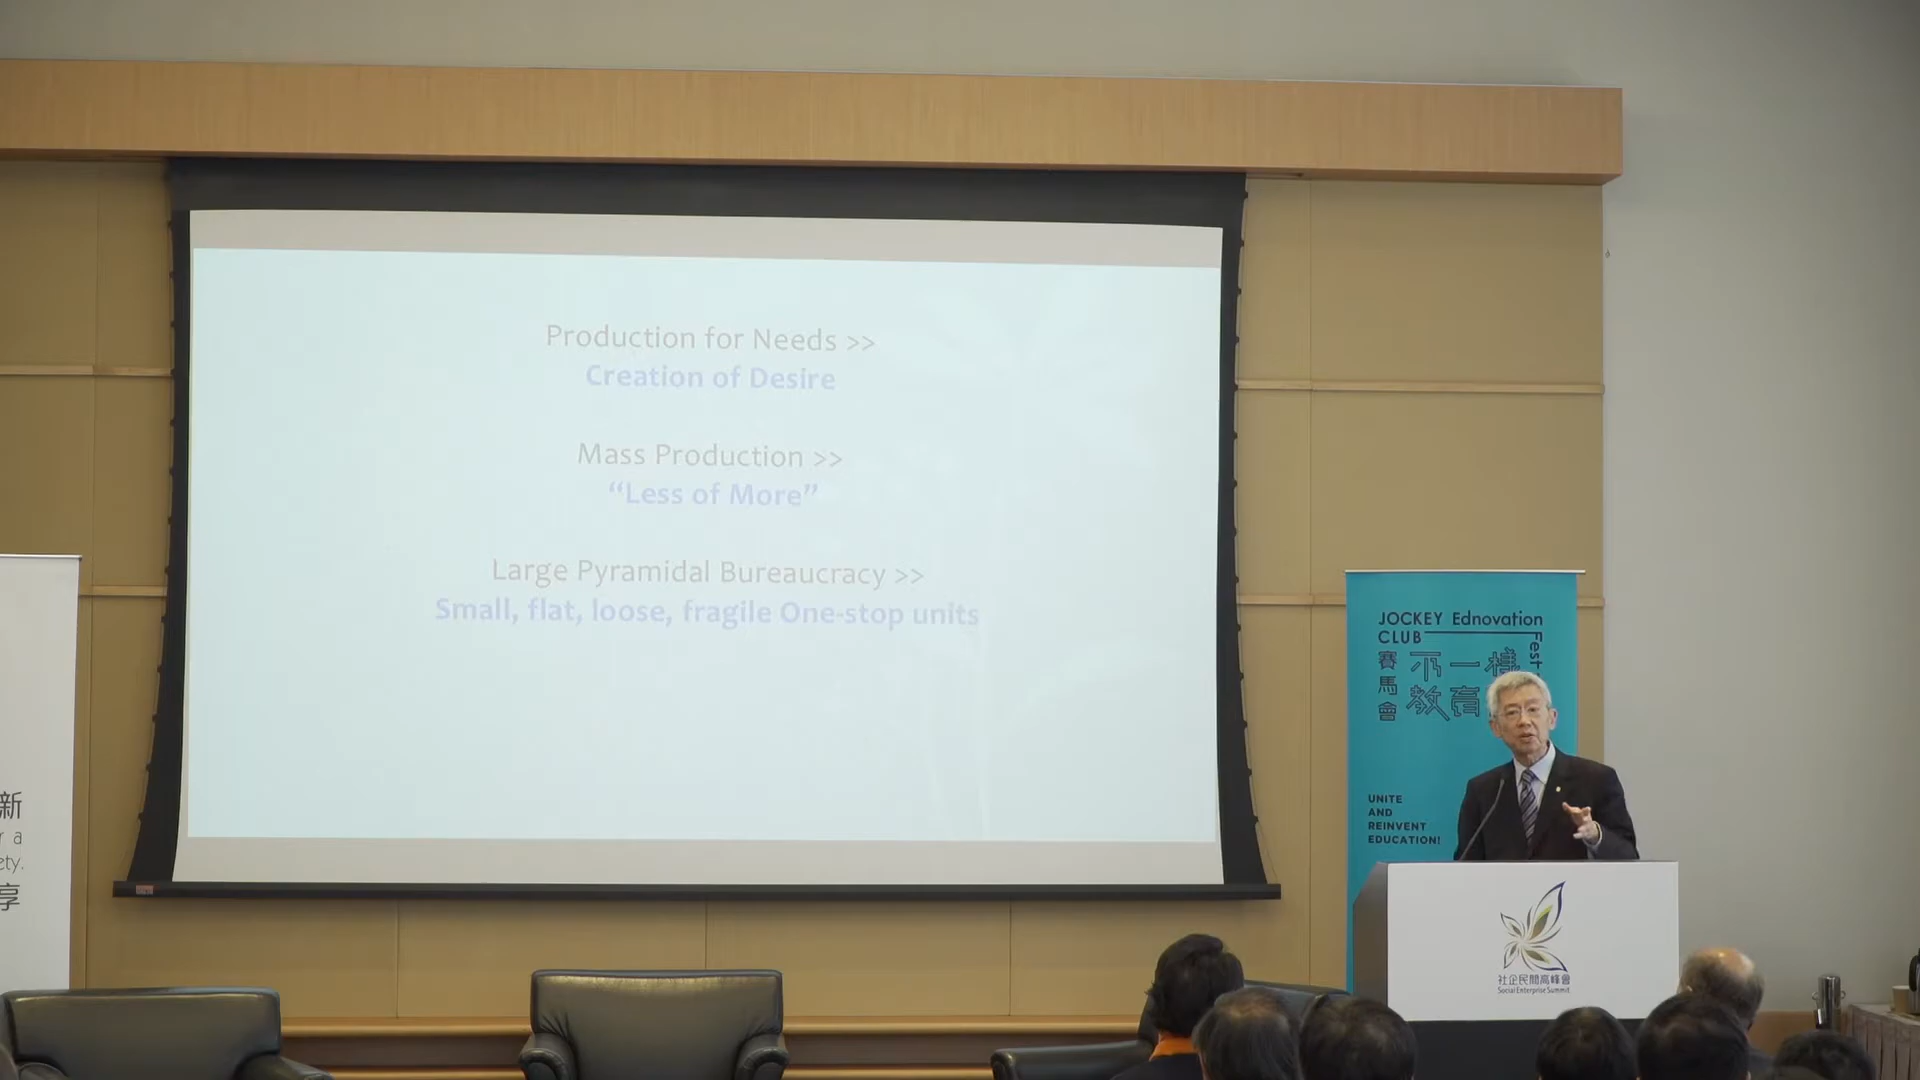 Production for Needs >>
Creation of Desire
Mass Production >>
“Less of More”
Large Pyramidal Bureaucracy >>
Small, flat, loose, fragile One-stop units
JOCKEY Ednovation
CLUB Fest
賽馬會
不一樣
教育
UNITE
AND
REINVENT
EDUCATION!
社企民間高峰會
Social Enterprise Summit
新
r a
ety.
享